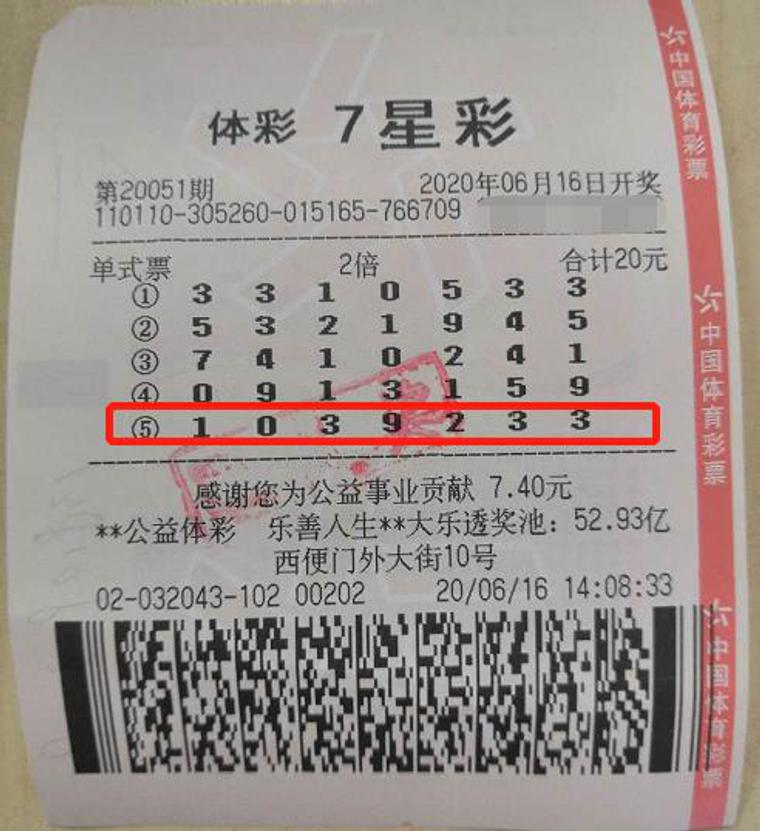 体彩 7星彩
第20051期 2020年06月16日开奖
110110-305260-015165-766709
单式票 2倍 合计20元
① 3 3 1 0 5 3 3
② 5 3 2 1 9 4 5
③ 7 4 1 0 2 4 1
④ 0 9 1 3 1 5 9
⑤ 1 0 3 9 2 3 3
感谢您为公益事业贡献 7.40元
**公益体彩 乐善人生**大乐透奖池：52.93亿
西便门外大街10号
02-032043-102 00202 20/06/16 14:08:33
中国体育彩票
中国体育彩票
中国体育彩票